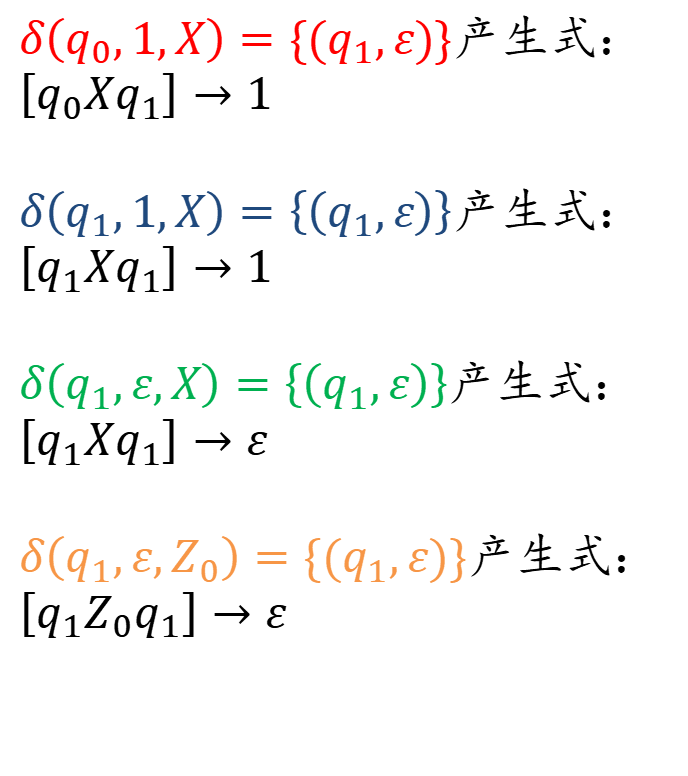 δ(q₀, 1, X) = {(q₁, ε)}产生式：
[q₀Xq₁] → 1
δ(q₁, 1, X) = {(q₁, ε)}产生式：
[q₁Xq₁] → 1
δ(q₁, ε, X) = {(q₁, ε)}产生式：
[q₁Xq₁] → ε
δ(q₁, ε, Z₀) = {(q₁, ε)}产生式：
[q₁Z₀q₁] → ε